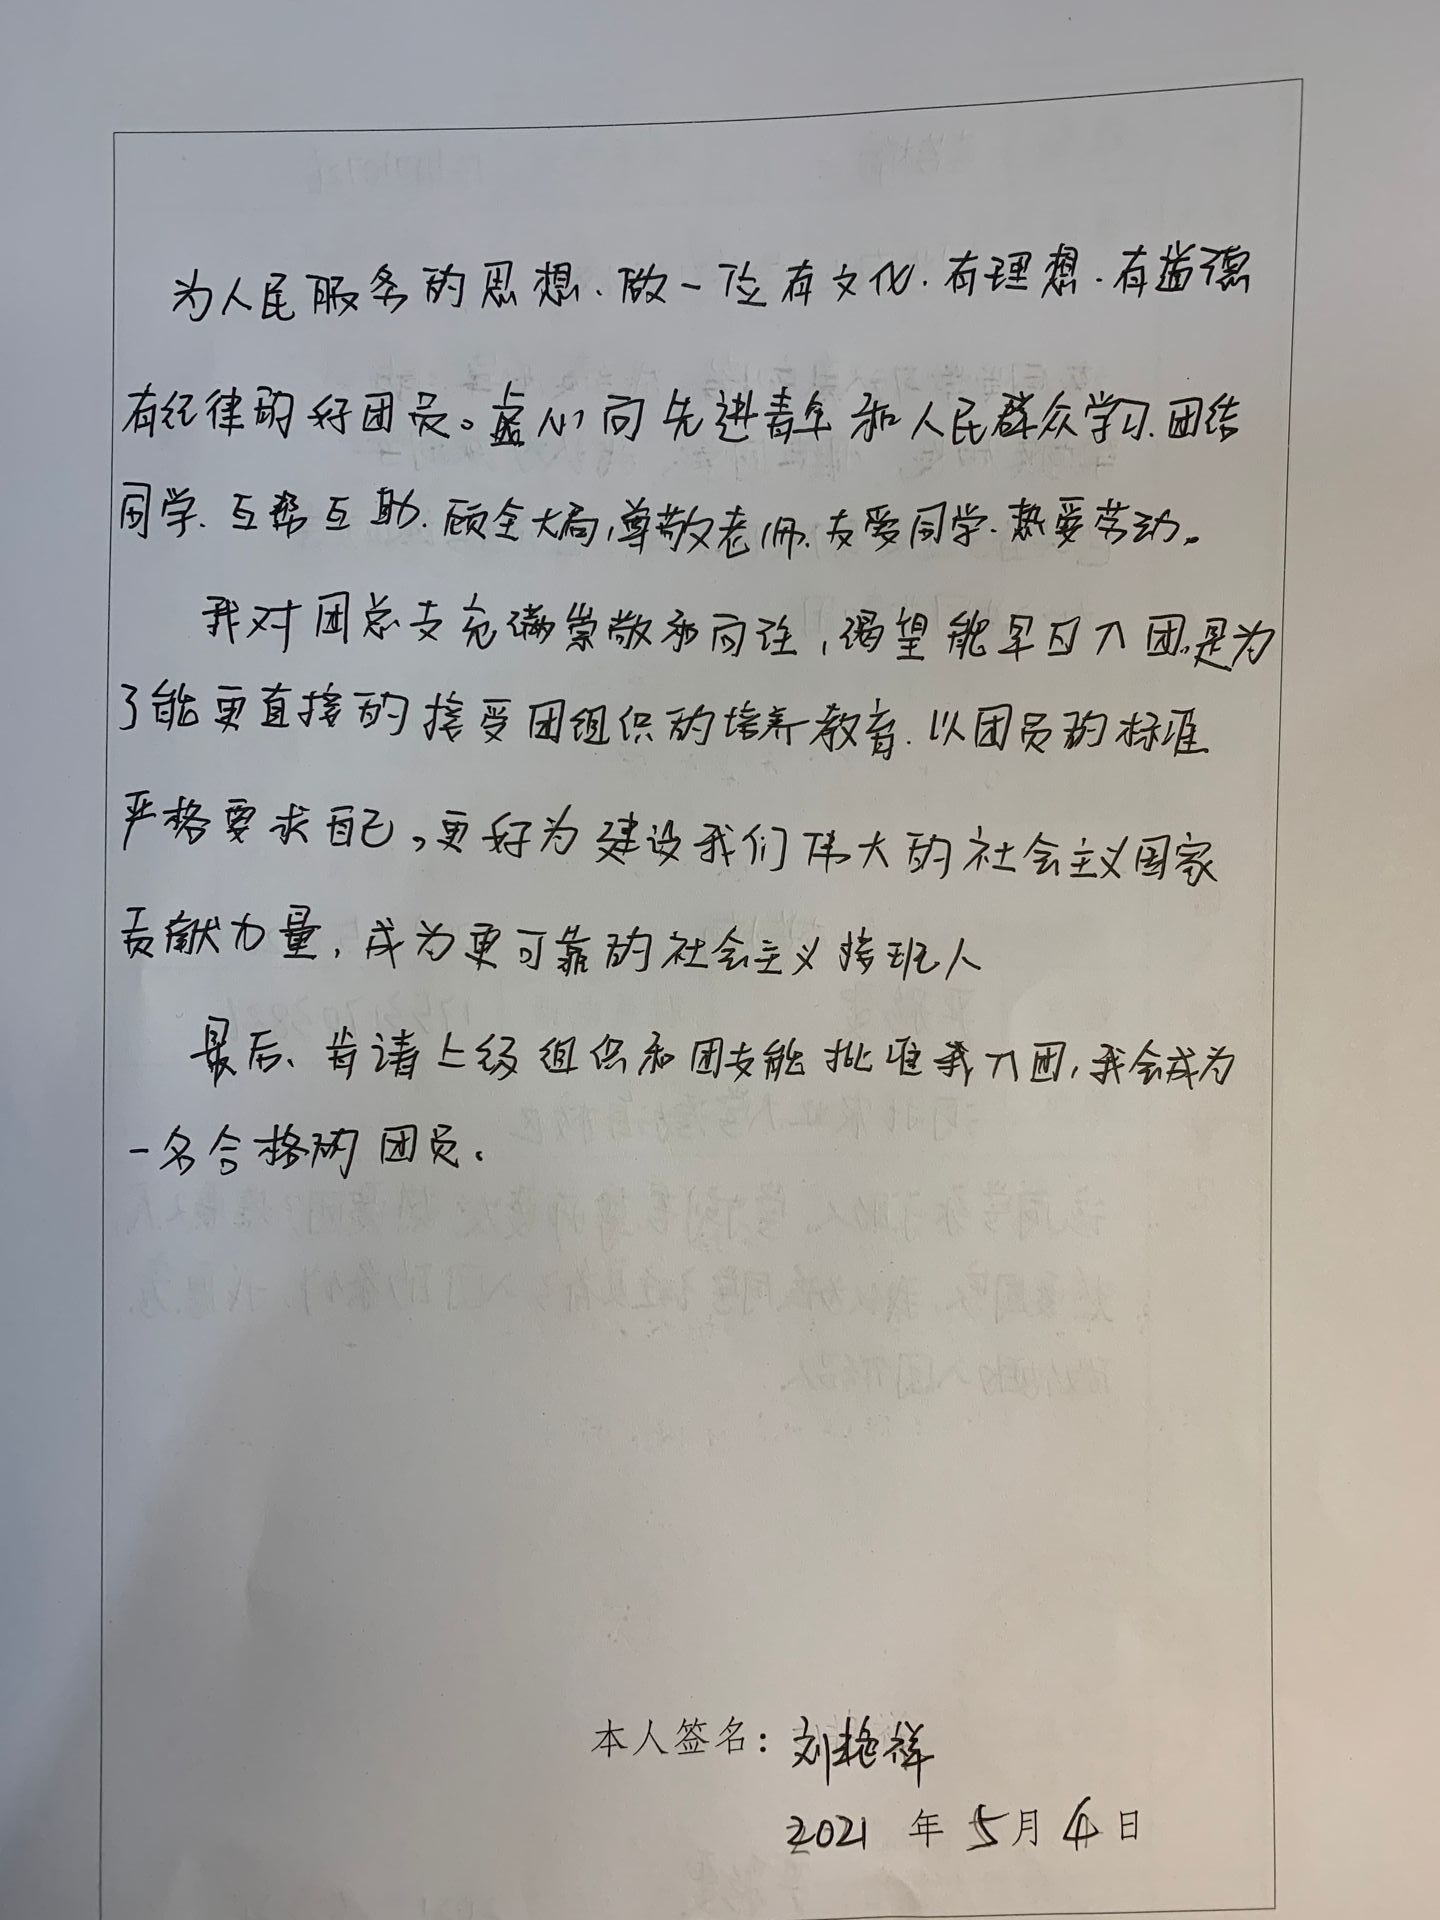 为人民服务的思想、做一位有文化、有理想、有道德
有纪律的好团员。虚心向先进青年和人民群众学习、团结
同学、互帮互助、顾全大局，尊敬老师、友爱同学、热爱劳动。
我对团总支充满崇敬和向往，渴望能早日入团，是为
了能更直接的接受团组织的培养教育、以团员的标准
严格要求自己，更好为建设我们伟大的社会主义国家
贡献力量，成为更可靠的社会主义接班人
最后、肯请上级组织和团支能批准我入团，我会成为
一名合格的团员.
本人签名：刘艳祥
2021 年 5 月 4 日